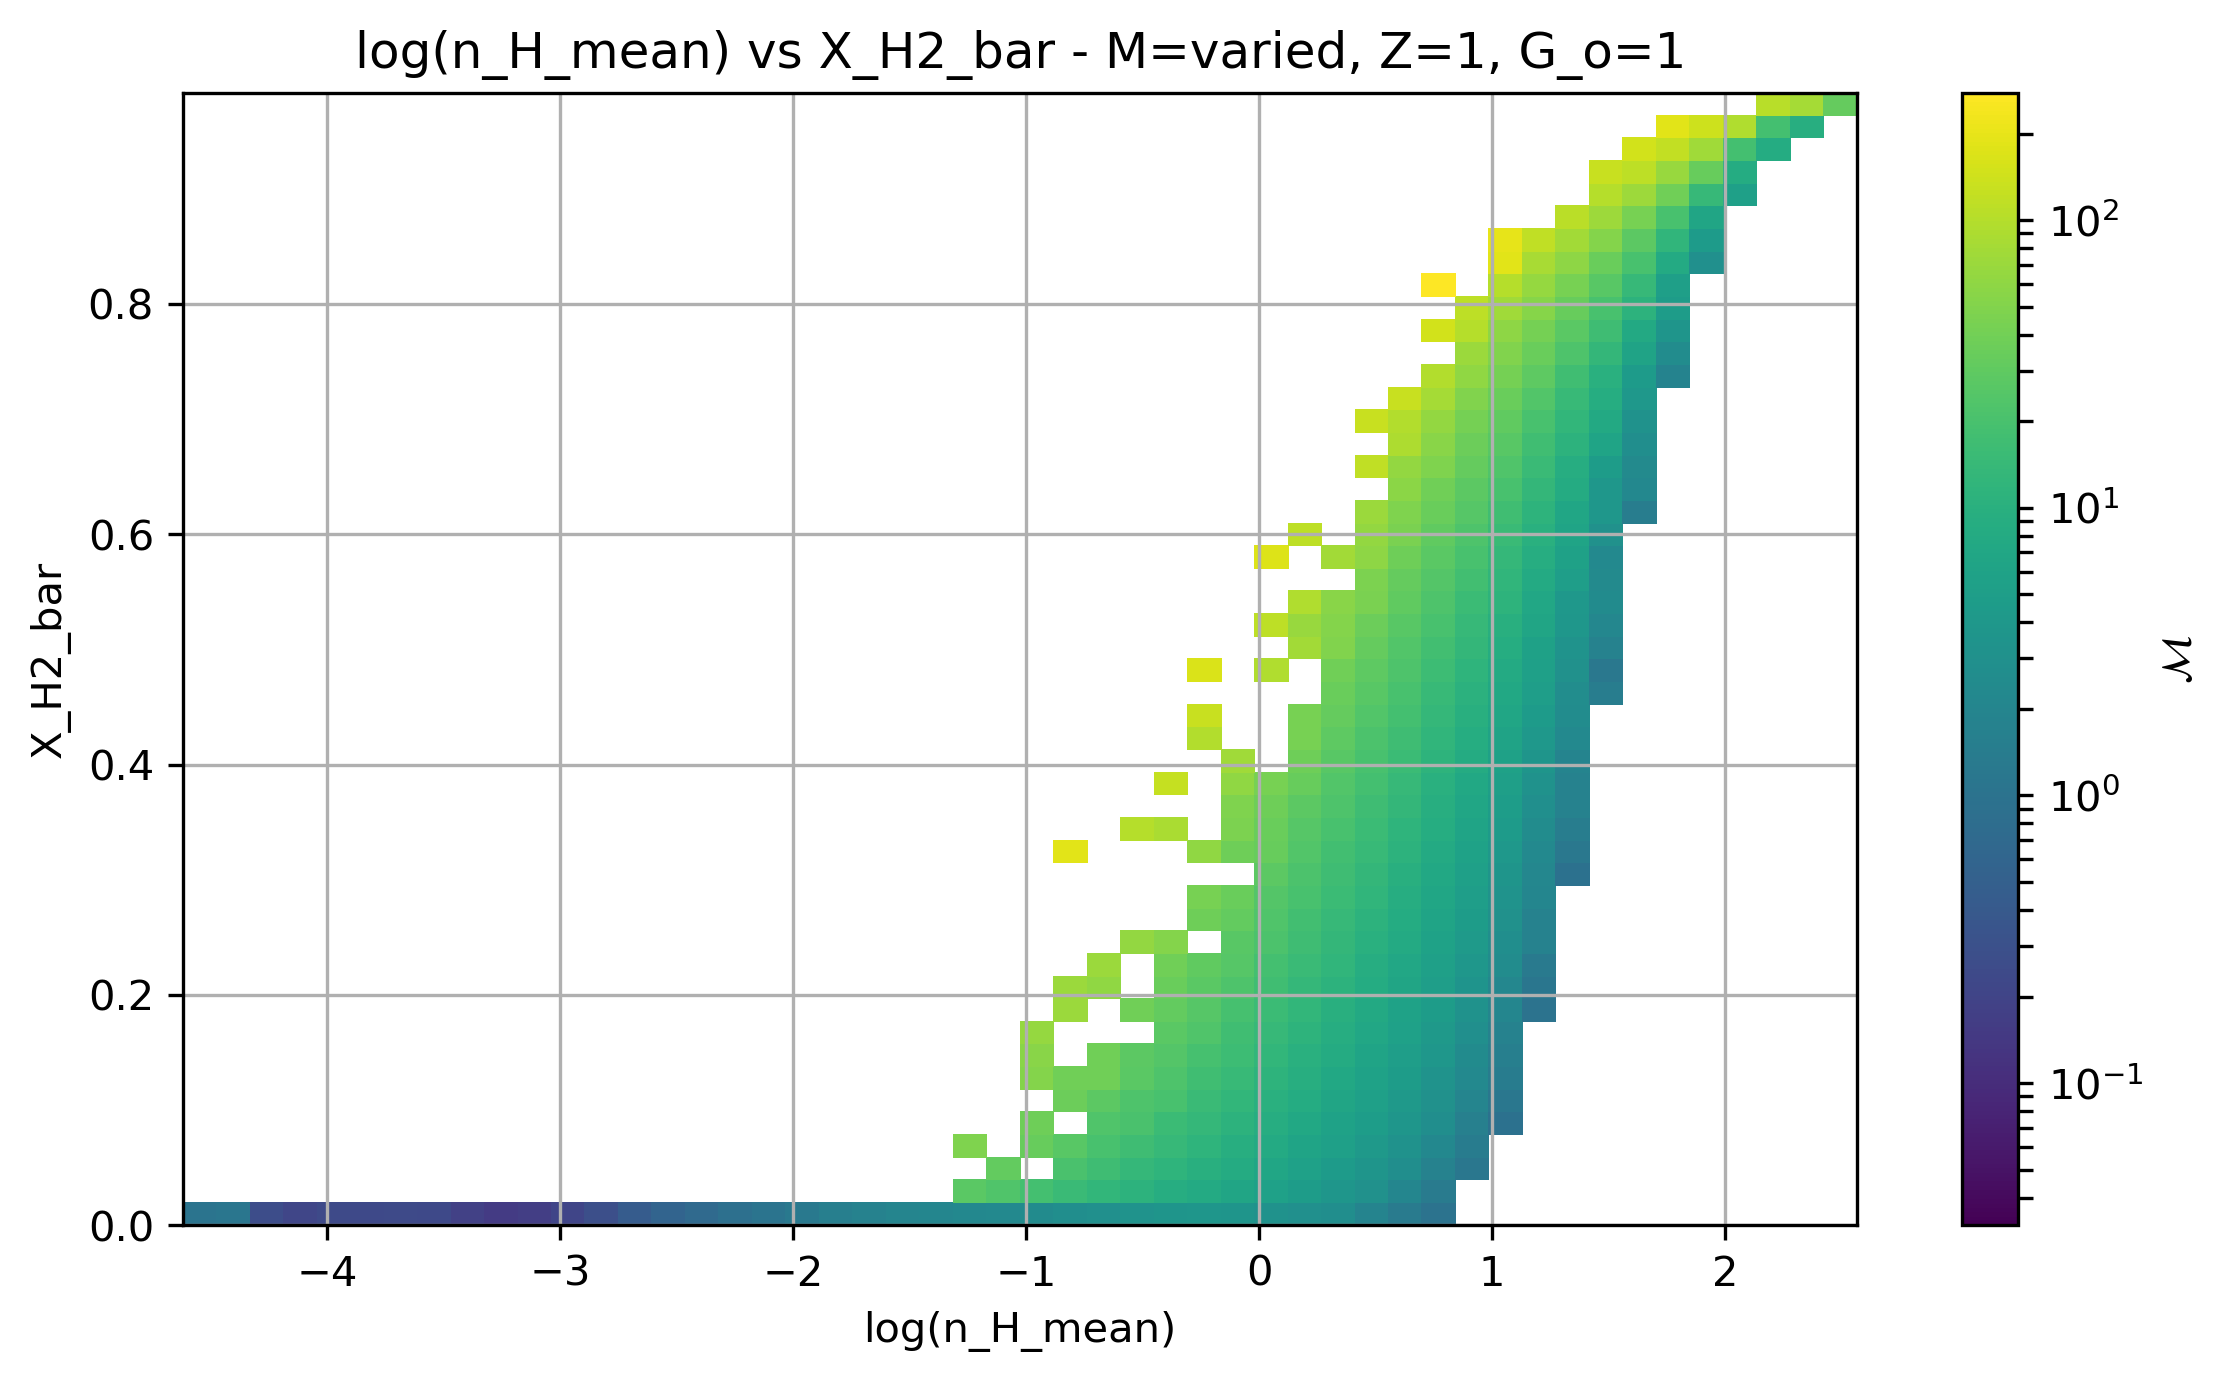 log(n_H_mean) vs X_H2_bar - M=varied, Z=1, G_o=1
X_H2_bar
0.8
0.6
0.4
0.2
0.0
−4 −3 −2 −1 0 1 2
log(n_H_mean)
10²
10¹
10⁰
10⁻¹
ℳ